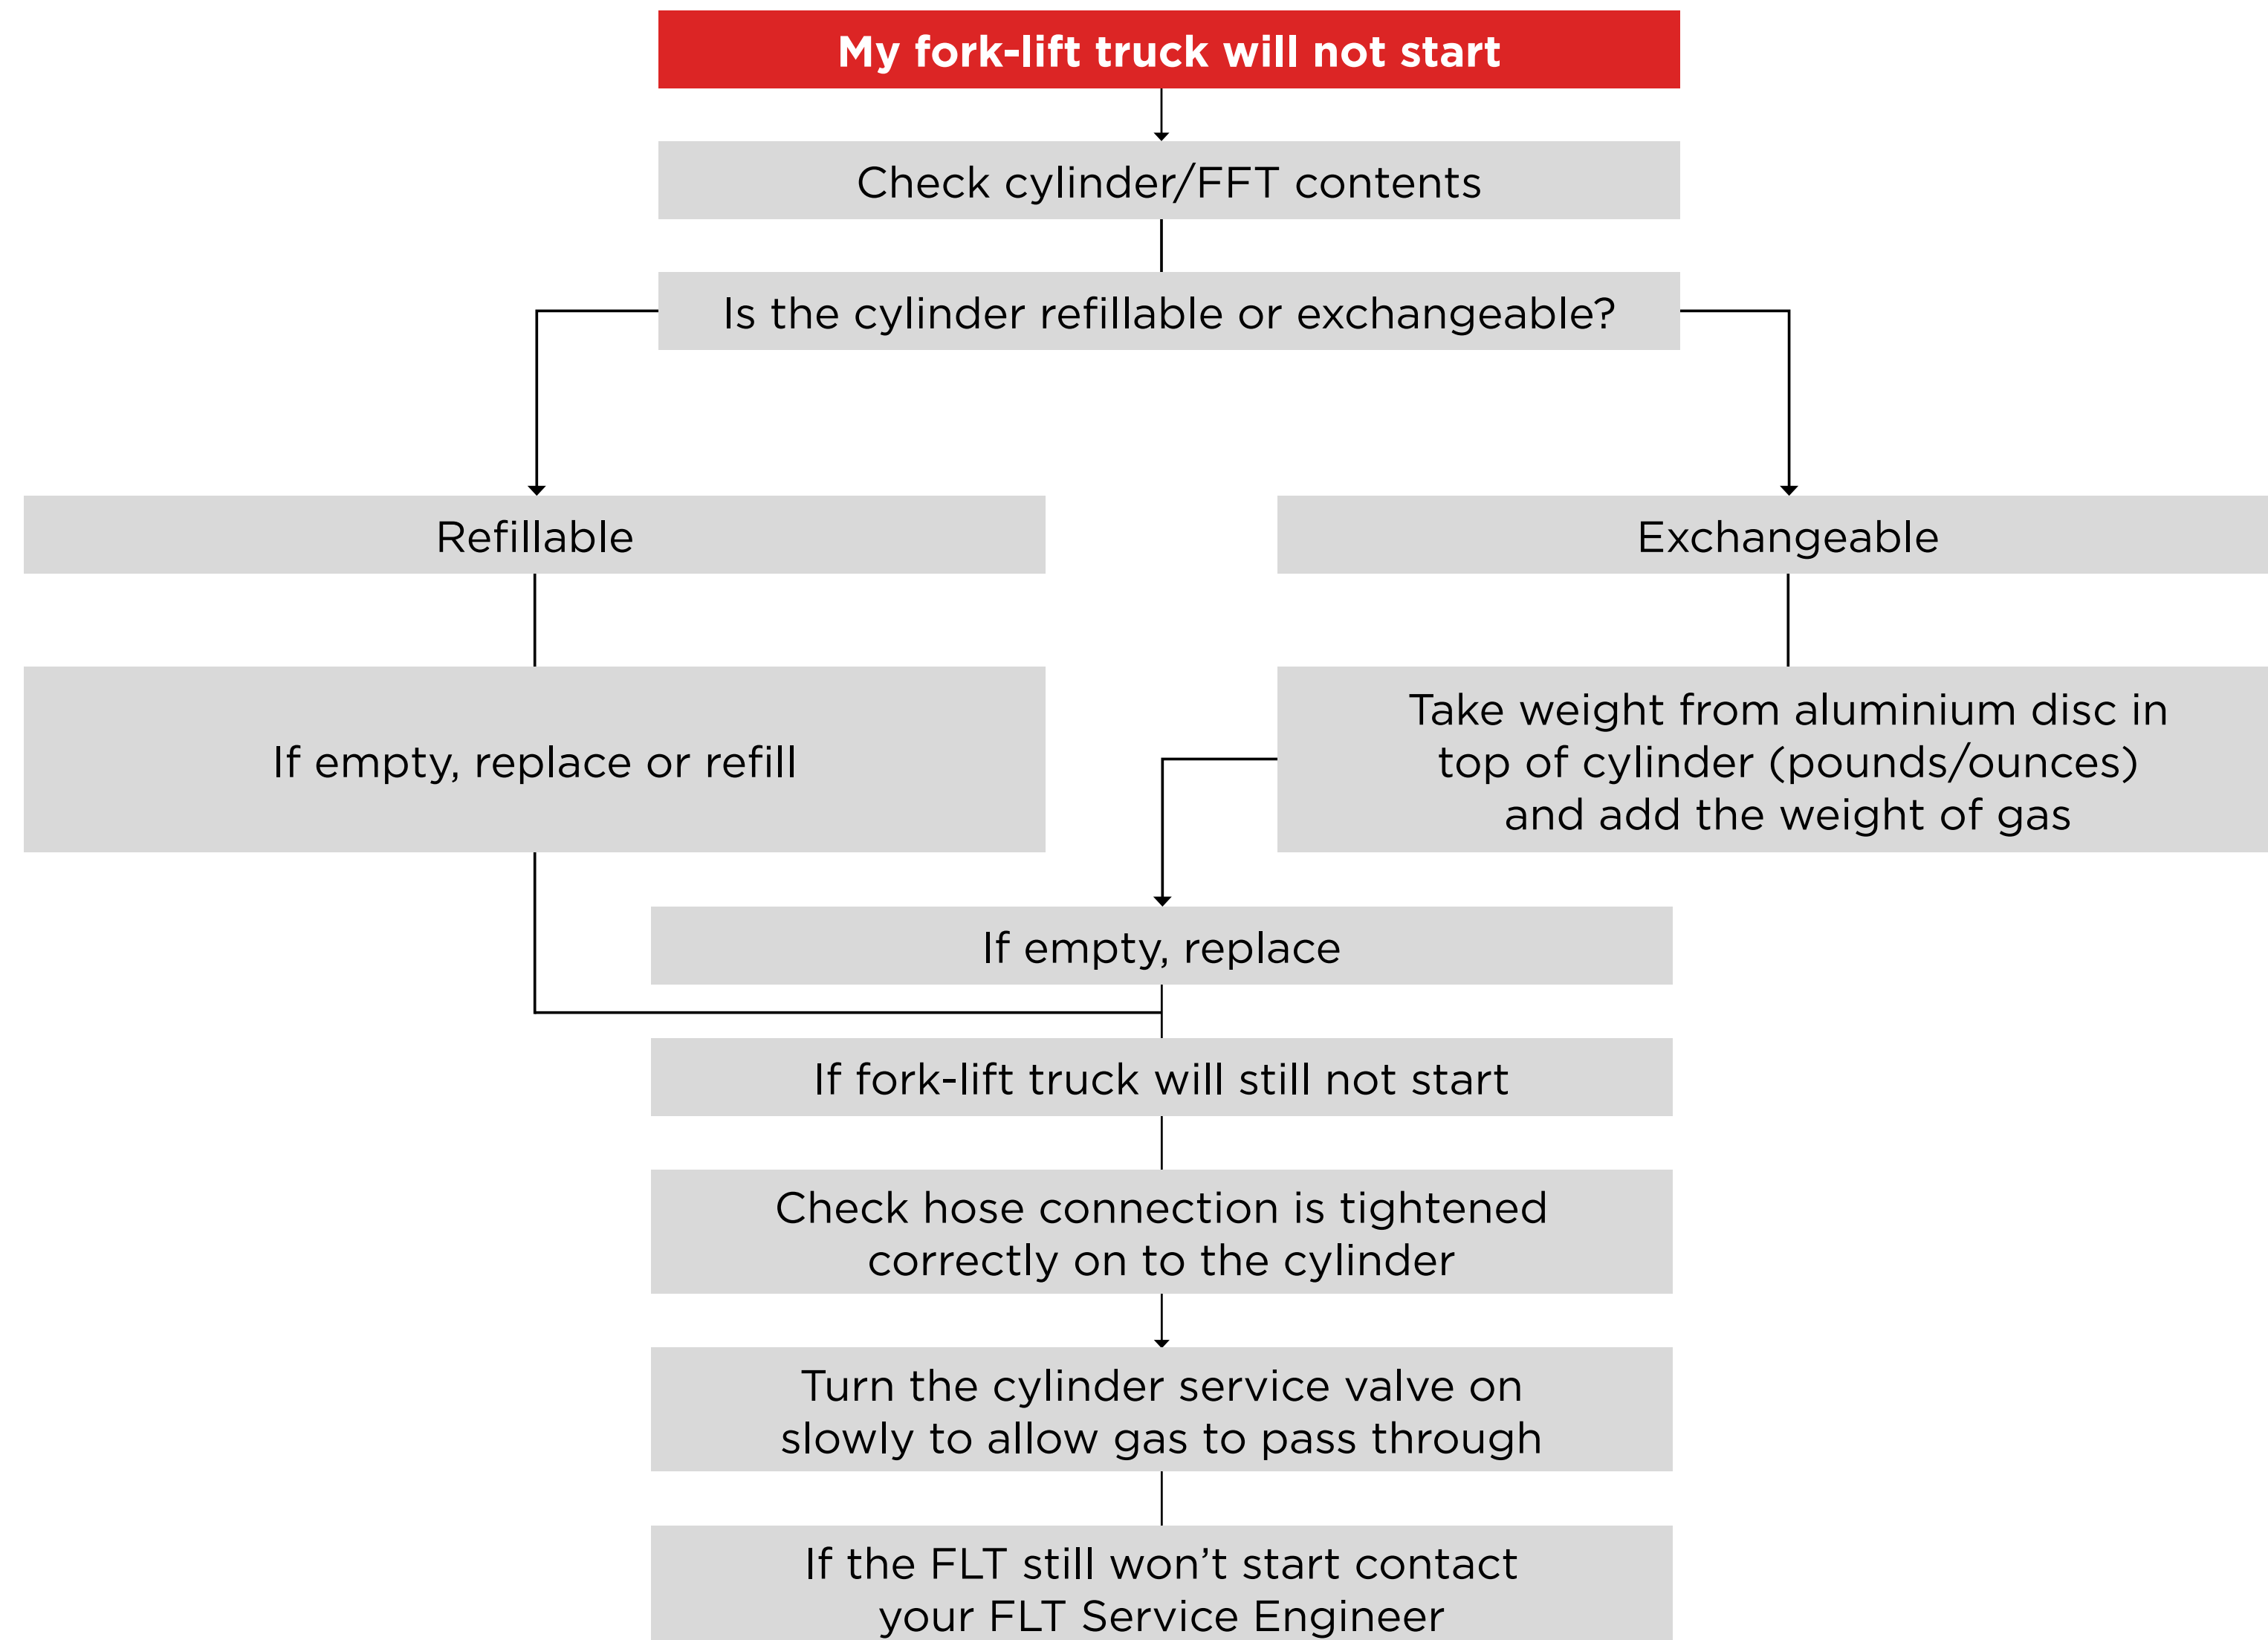 My fork-lift truck will not start
Check cylinder/FFT contents
Is the cylinder refillable or exchangeable?
Refillable
Exchangeable
If empty, replace or refill
Take weight from aluminium disc in
top of cylinder (pounds/ounces)
and add the weight of gas
If empty, replace
If fork-lift truck will still not start
Check hose connection is tightened
correctly on to the cylinder
Turn the cylinder service valve on
slowly to allow gas to pass through
If the FLT still won’t start contact
your FLT Service Engineer